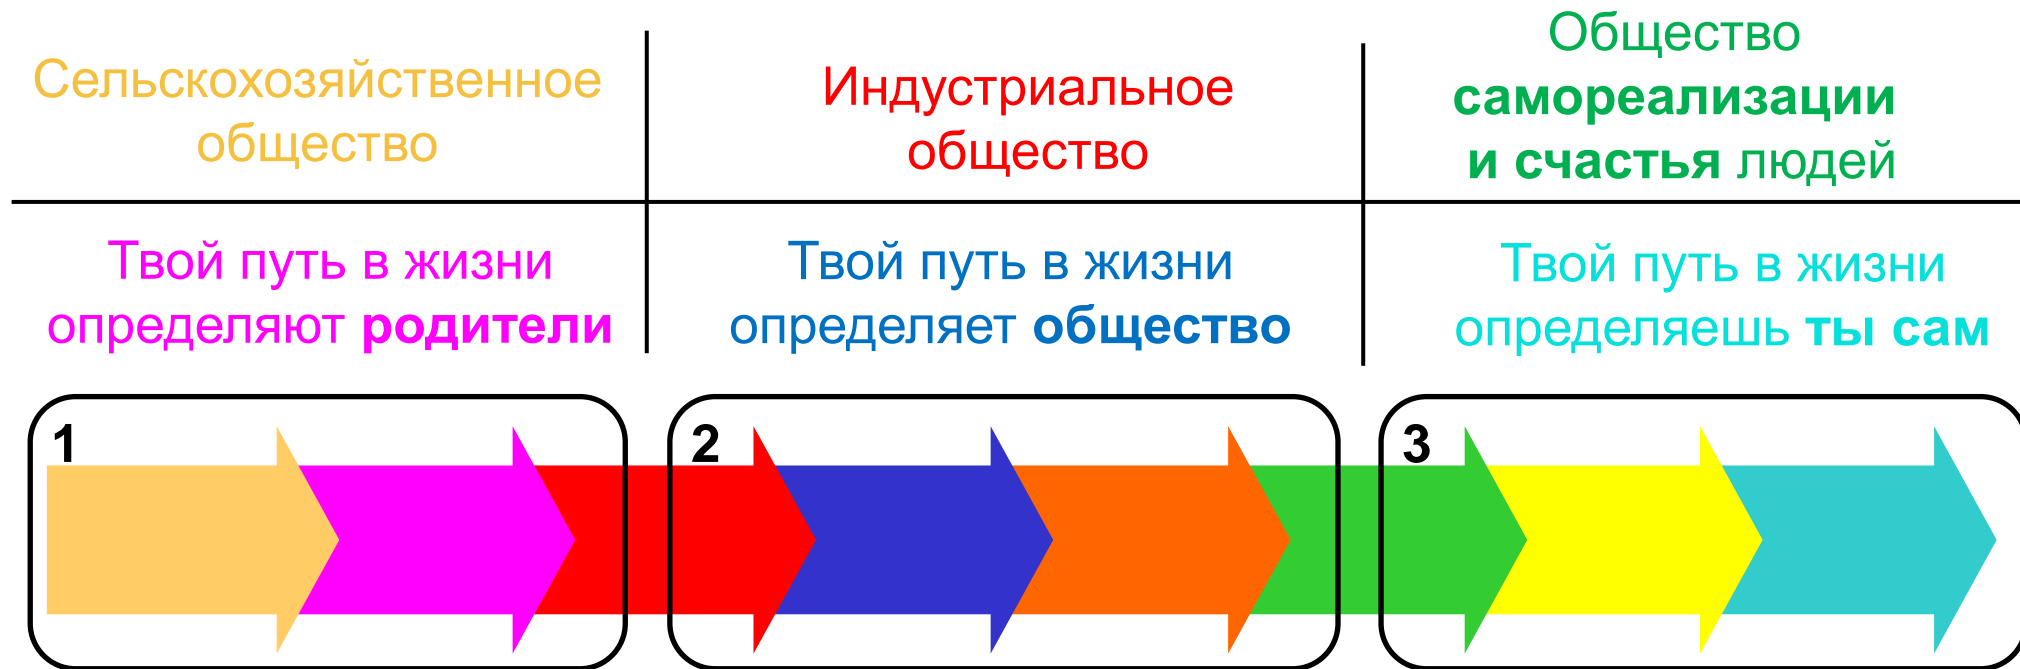 Сельскохозяйственное
общество
Индустриальное
общество
Общество
самореализации
и счастья людей
Твой путь в жизни
определяют родители
Твой путь в жизни
определяет общество
Твой путь в жизни
определяешь ты сам
1
2
3